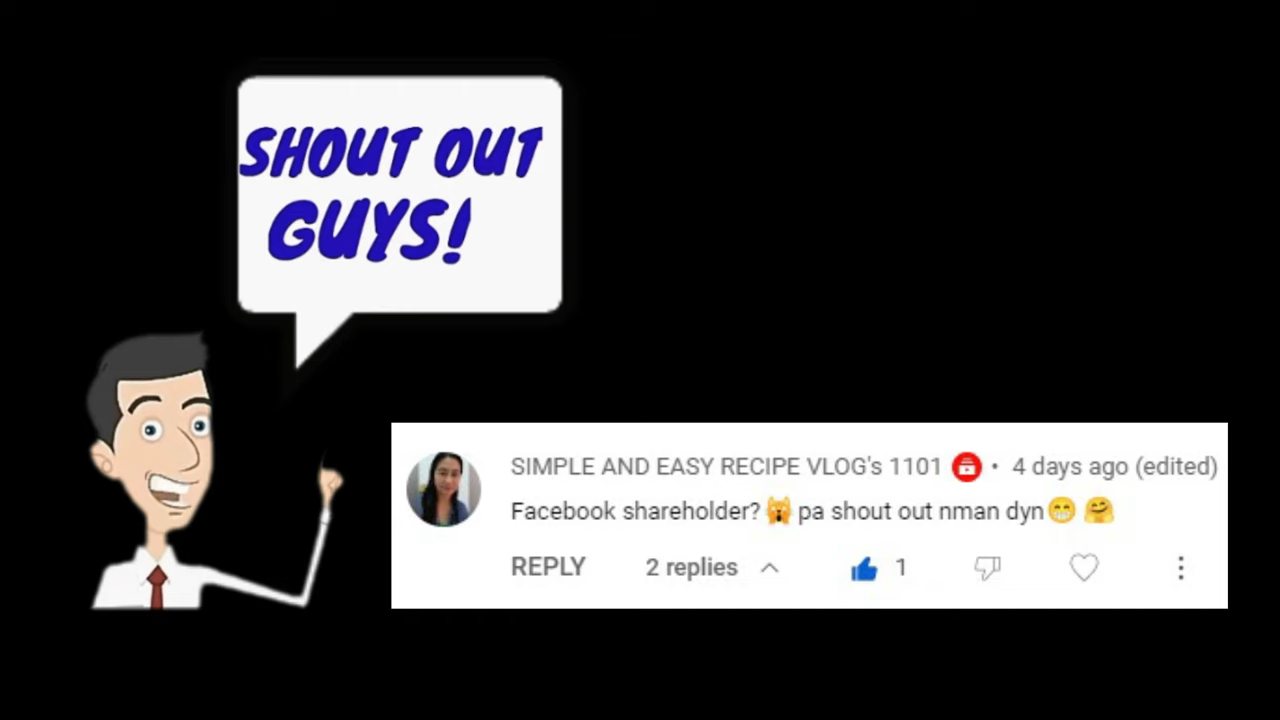 SHOUT OUT
GUYS!
SIMPLE AND EASY RECIPE VLOG's 1101 • 4 days ago (edited)
Facebook shareholder?🙀 pa shout out nman dyn😁 🤗
REPLY 2 replies 1